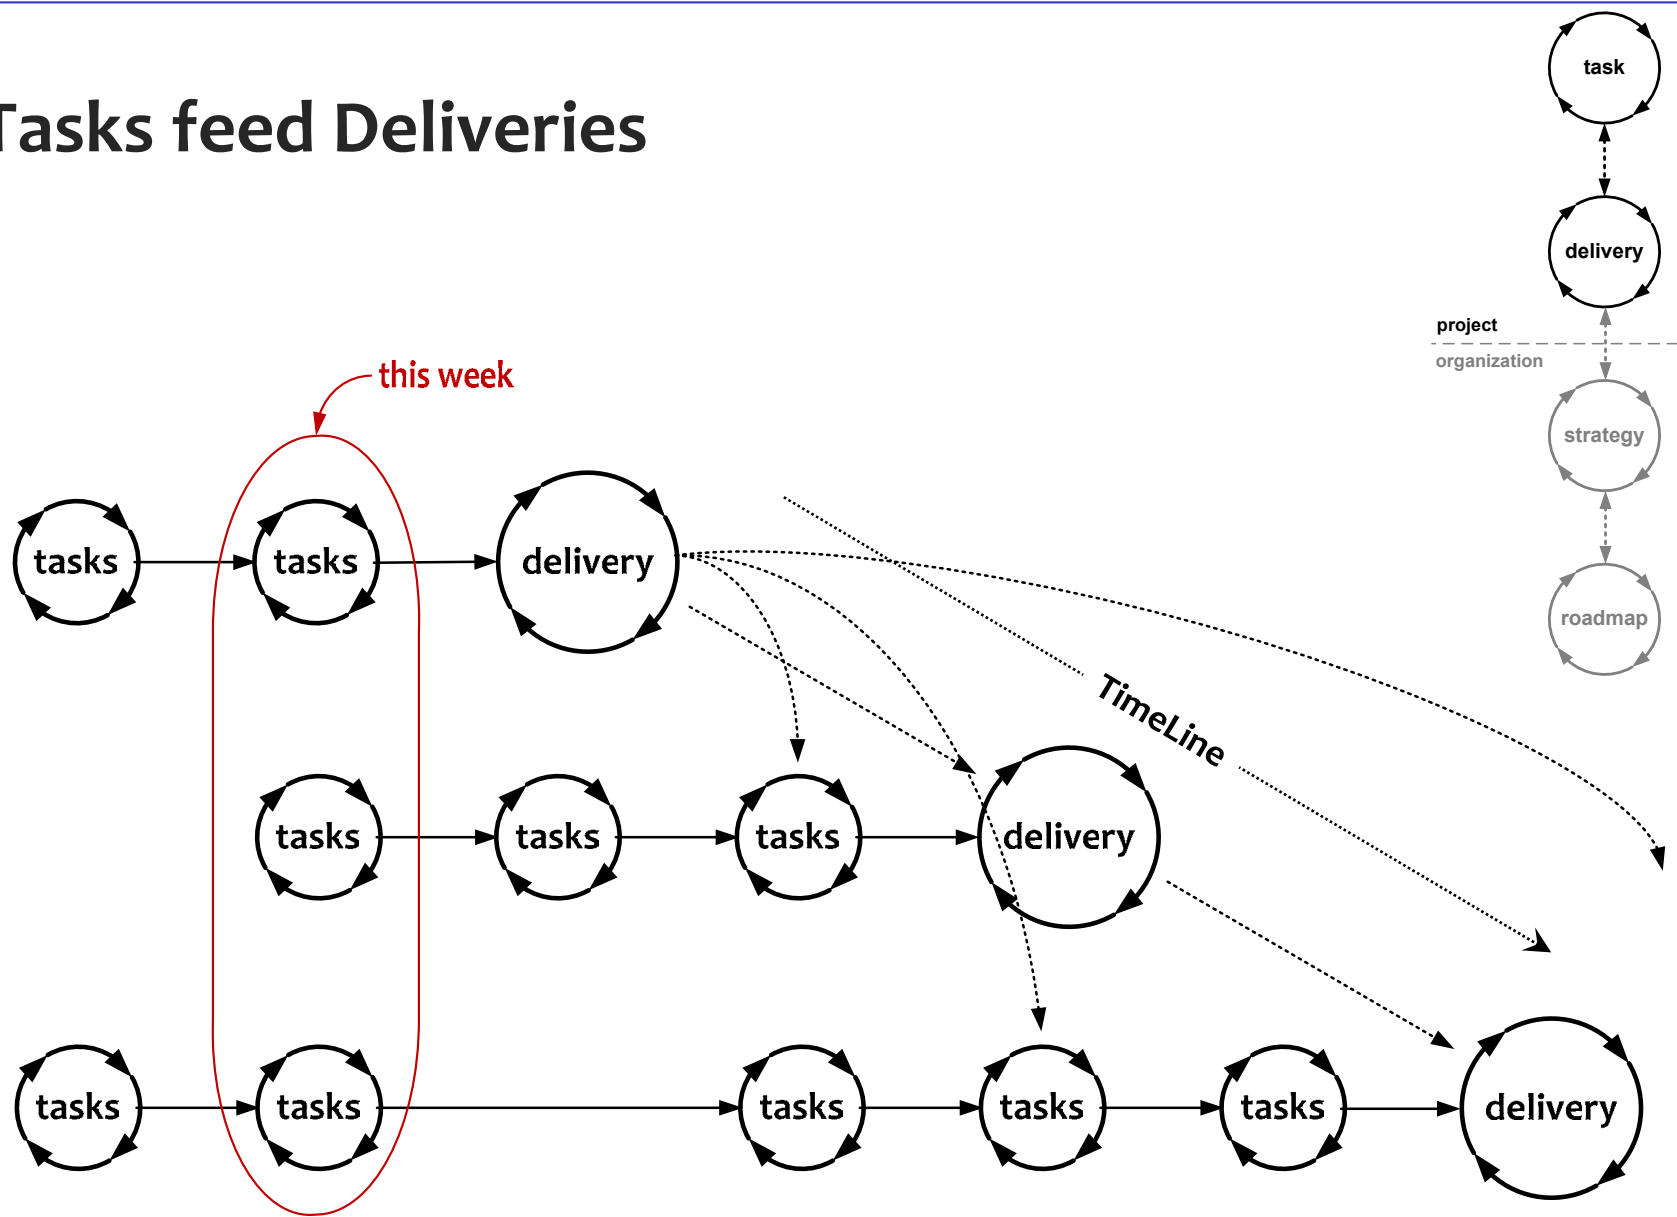 task
Tasks feed Deliveries
delivery
project
organization
this week
strategy
tasks
tasks
delivery
roadmap
TimeLine
tasks
tasks
tasks
delivery
tasks
tasks
tasks
tasks
tasks
delivery